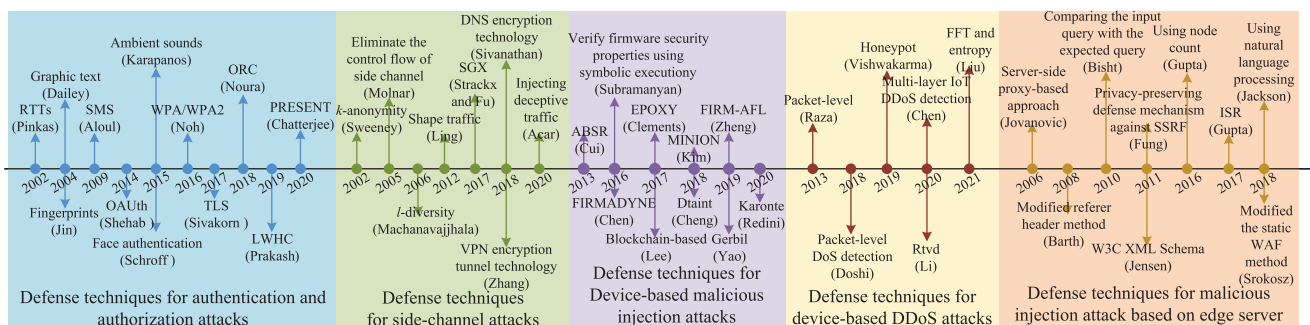 Ambient sounds
(Karapanos)
Graphic text
(Dailey)
ORC
(Noura)
RTTs
(Pinkas)
SMS
(Aloul)
WPA/WPA2
(Noh)
PRESENT
(Chatterjee)
2002
2004
2009
2014
2015
2016
2017
2018
2019
2020
Fingerprints
(Jin)
OAUth
(Shehab )
TLS
(Sivakorn )
Face authentication
(Schroff )
LWHC
(Prakash)
Defense techniques for authentication and
authorization attacks
DNS encryption
technology
(Sivanathan)
Eliminate the
control flow of
side channel
(Molnar)
SGX
(Strackx
and Fu)
Injecting
deceptive
traffic
(Acar)
k-anonymity
(Sweeney)
Shape traffic
(Ling)
2002
2005
2006
2012
2017
2018
2020
l-diversity
(Machanavajjhala)
VPN encryption
tunnel technology
(Zhang)
Defense techniques
for side-channel attacks
Verify firmware security
properties using
symbolic executiony
(Subramanyan)
EPOXY
(Clements)
FIRM-AFL
(Zheng)
ABSR
(Cui)
MINION
(Kim)
2013
2016
2017
2018
2019
2020
FIRMADYNE
(Chen)
Dtaint
(Cheng)
Karonte
(Redini)
Blockchain-based
(Lee)
Gerbil
(Yao)
Defense techniques for
Device-based malicious
injection attacks
Honeypot
(Vishwakarma)
FFT and
entropy
(Liu)
Multi-layer IoT
DDoS detection
(Chen)
Packet-level
(Raza)
2013
2018
2019
2020
2021
Packet-level
DoS detection
(Doshi)
Rtvd
(Li)
Defense techniques for
device-based DDoS attacks
Comparing the input
query with the
expected query
(Bisht)
Using node
count
(Gupta)
Using
natural
language
processing
(Jackson)
Server-side
proxy-based
approach
(Jovanovic)
Privacy-preserving
defense mechanism
against SSRF
(Fung)
ISR
(Gupta)
2006
2008
2010
2011
2016
2017
2018
Modified referer
header method
(Barth)
W3C XML Schema
(Jensen)
Modified
the static
WAF
method
(Srokosz)
Defense techniques for malicious
injection attack based on edge server